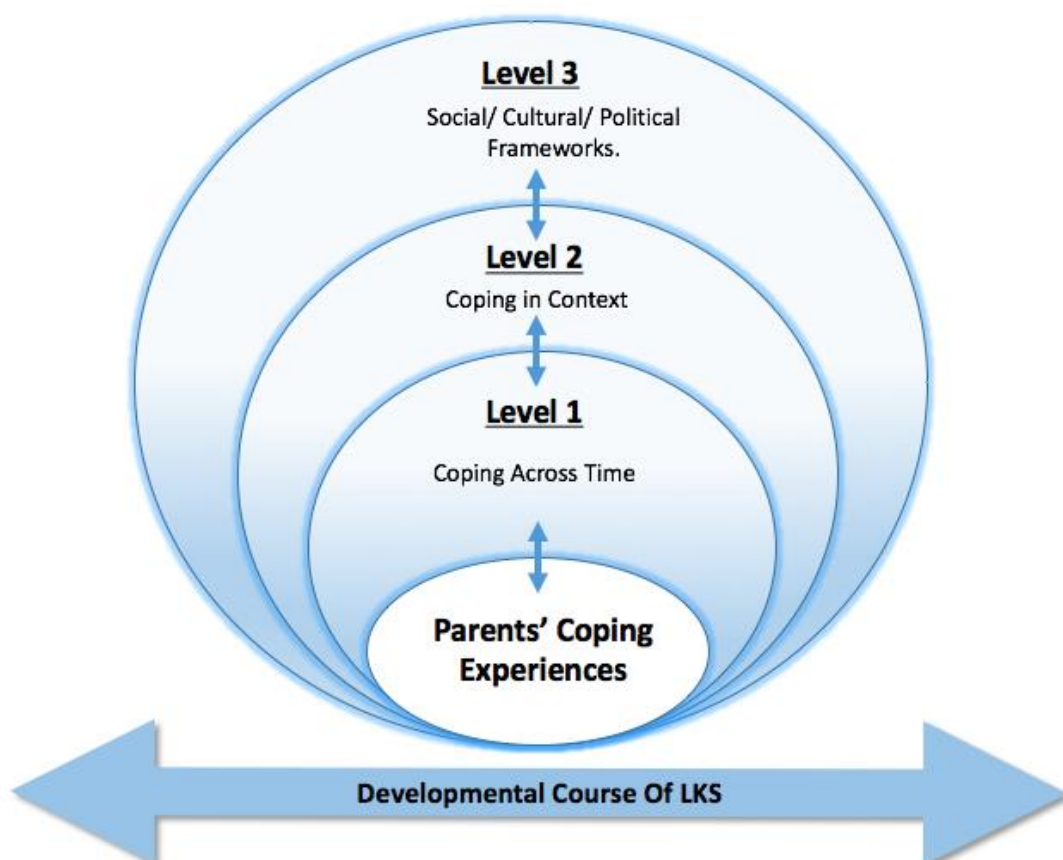 Level 3
Social/ Cultural/ Political
Frameworks.
Level 2
Coping in Context
Level 1
Coping Across Time
Parents’ Coping
Experiences
Developmental Course Of LKS